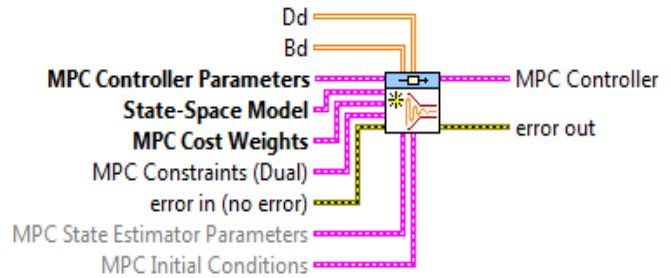 Dd
Bd
MPC Controller Parameters
MPC Controller
State-Space Model
MPC Cost Weights
error out
MPC Constraints (Dual)
error in (no error)
MPC State Estimator Parameters
MPC Initial Conditions